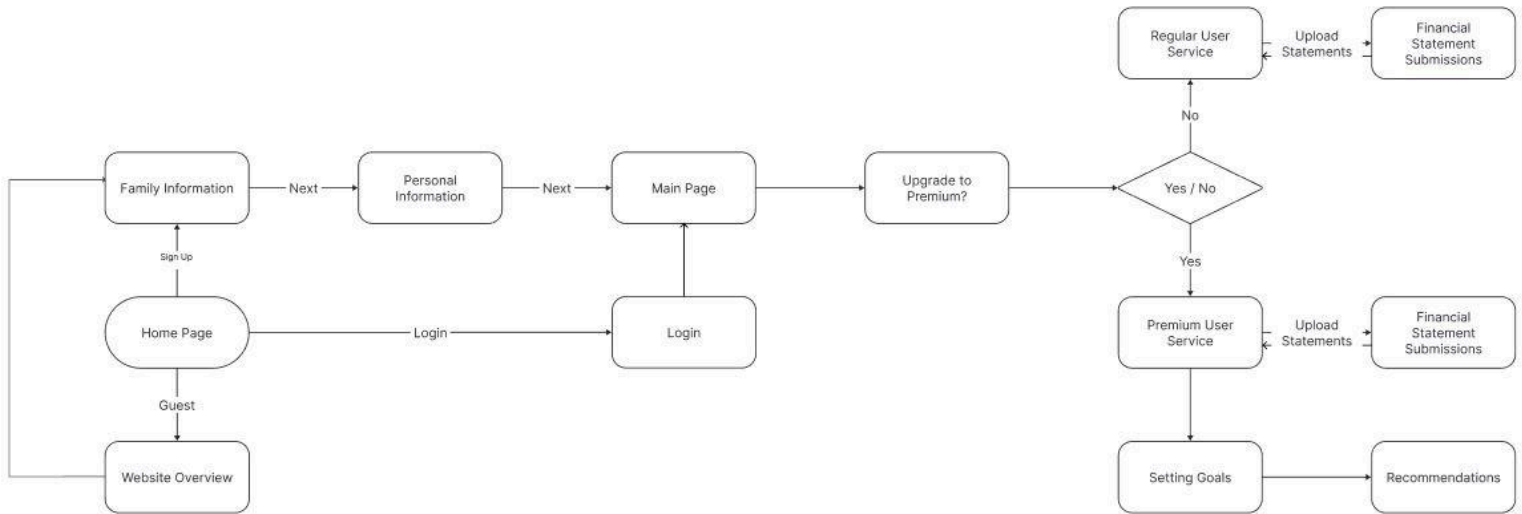 Regular User
Service
Upload
Statements
Financial
Statement
Submissions
No
Family Information
Next
Personal
Information
Next
Main Page
Upgrade to
Premium?
Yes / No
Sign Up
Yes
Home Page
Login
Login
Premium User
Service
Upload
Statements
Financial
Statement
Submissions
Guest
Website Overview
Setting Goals
Recommendations